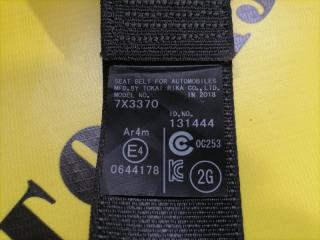 SEAT BELT FOR AUTOMOBILES
MFD.BY TOKAI RIKA CO.,LTD.
MODEL NO. IN 2018
7X3370
ID.NO.
131444
Ar4m
E4
0644178
OC253
2G